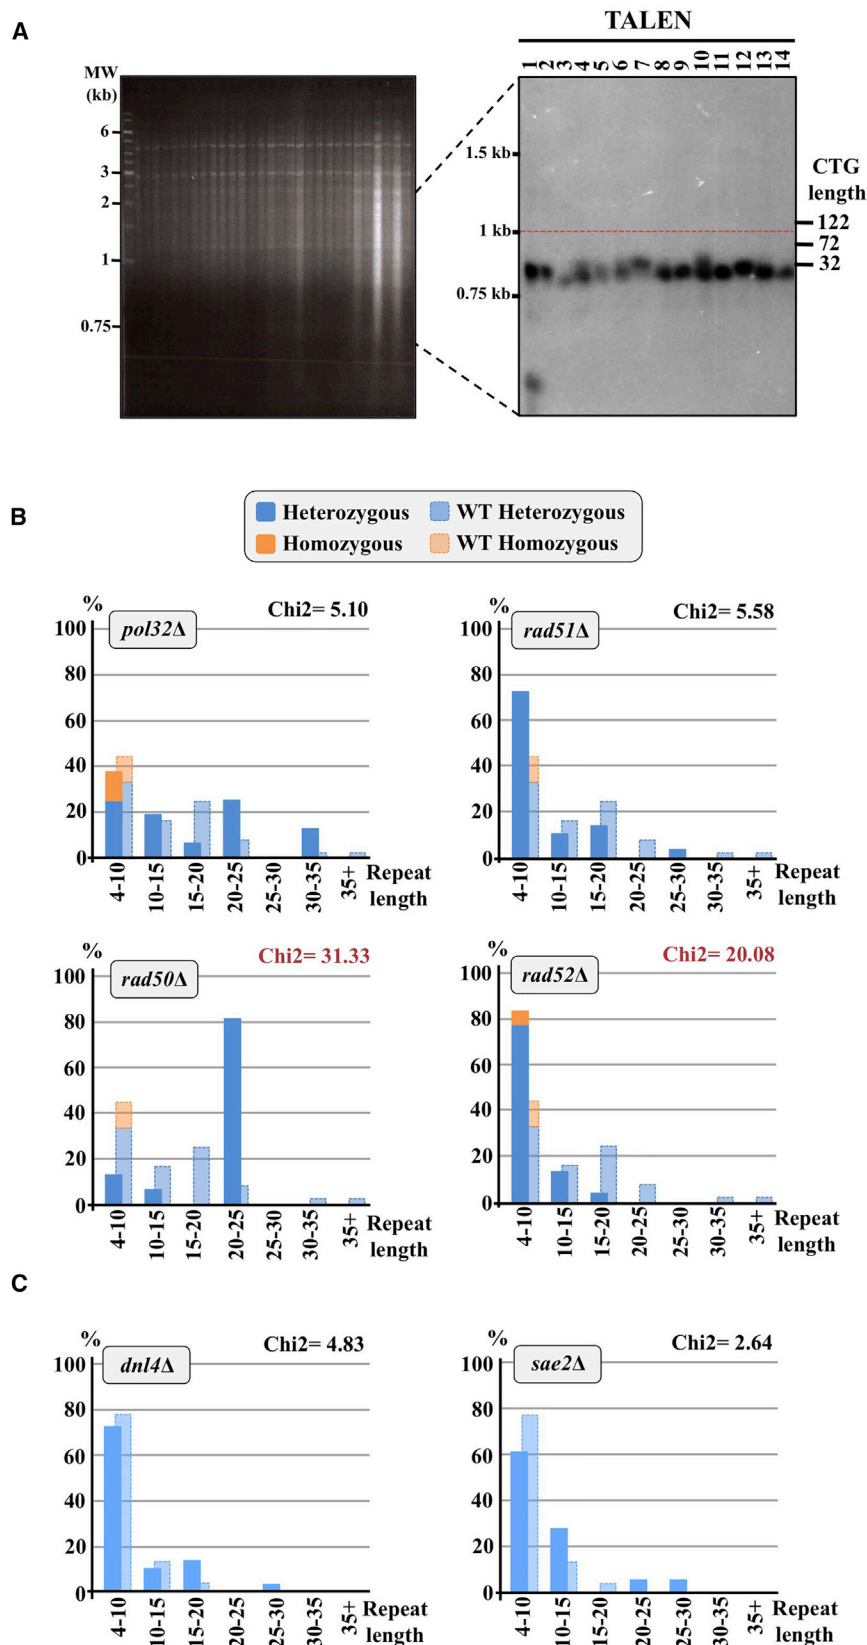 A
TALEN
MW
(kb)
6
3
2
1
0.75
1 2 3 4 5 6 7 8 9 10 11 12 13 14
1.5 kb
1 kb
0.75 kb
CTG
length
122
72
32
B
Heterozygous WT Heterozygous
Homozygous WT Homozygous
%
pol32Δ
Chi2= 5.10
100
80
60
40
20
0
4-10 10-15 15-20 20-25 25-30 30-35 35+ Repeat
length
%
rad51Δ
Chi2= 5.58
100
80
60
40
20
0
4-10 10-15 15-20 20-25 25-30 30-35 35+ Repeat
length
%
rad50Δ
Chi2= 31.33
100
80
60
40
20
0
4-10 10-15 15-20 20-25 25-30 30-35 35+ Repeat
length
%
rad52Δ
Chi2= 20.08
100
80
60
40
20
0
4-10 10-15 15-20 20-25 25-30 30-35 35+ Repeat
length
C
%
dnl4Δ
Chi2= 4.83
100
80
60
40
20
0
4-10 10-15 15-20 20-25 25-30 30-35 35+ Repeat
length
%
sae2Δ
Chi2= 2.64
100
80
60
40
20
0
4-10 10-15 15-20 20-25 25-30 30-35 35+ Repeat
length